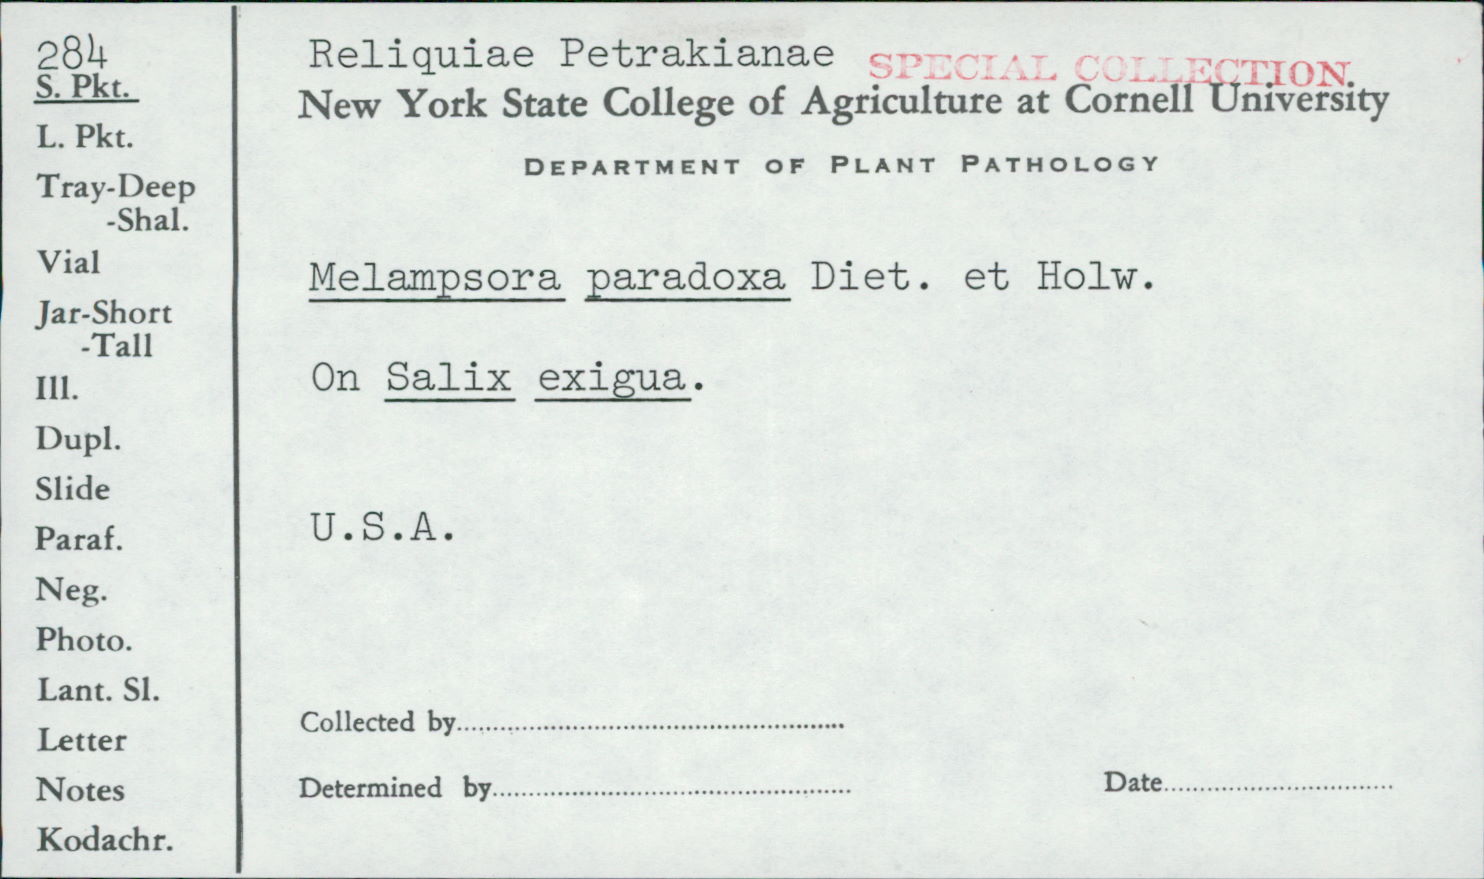 284
S. Pkt.
L. Pkt.
Tray-Deep
-Shal.
Vial
Jar-Short
-Tall
Ill.
Dupl.
Slide
Paraf.
Neg.
Photo.
Lant. Sl.
Letter
Notes
Kodachr.
Reliquiae Petrakianae SPECIAL COLLECTION.
New York State College of Agriculture at Cornell University
DEPARTMENT OF PLANT PATHOLOGY
Melampsora paradoxa Diet. et Holw.
On Salix exigua.
U.S.A.
Collected by
Determined by
Date